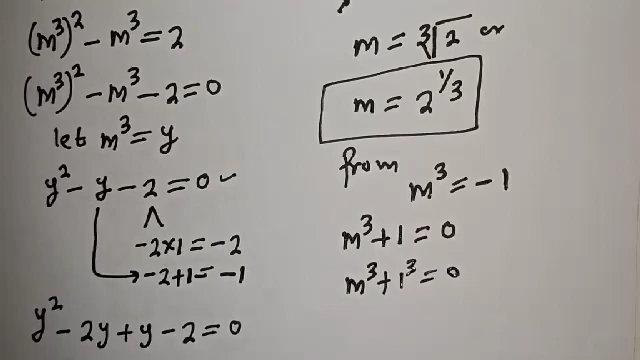 (m³)² - m³ = 2
(m³)² - m³ - 2 = 0
let m³ = y
y² - y - 2 = 0 ✓
-2×1 = -2
-2+1 = -1
y² - 2y + y - 2 = 0
m = ∛2 or
m = 2^1/3
from
m³ = -1
m³ + 1 = 0
m³ + 1³ = 0